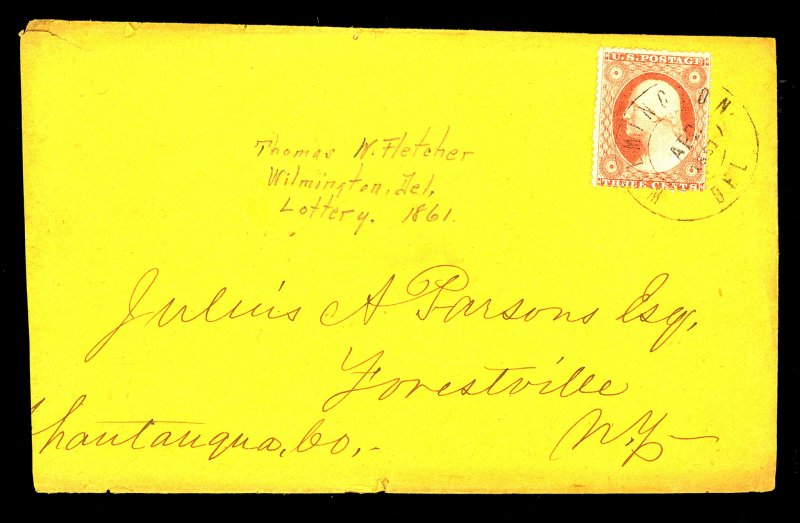 U.S. POSTAGE
THREE CENTS
Thomas W. Fletcher
Wilmington, Del.
Lottery. 1861.
Julius A Parsons Esq,
Forestville
Chautauqua, Co,- N.Y-